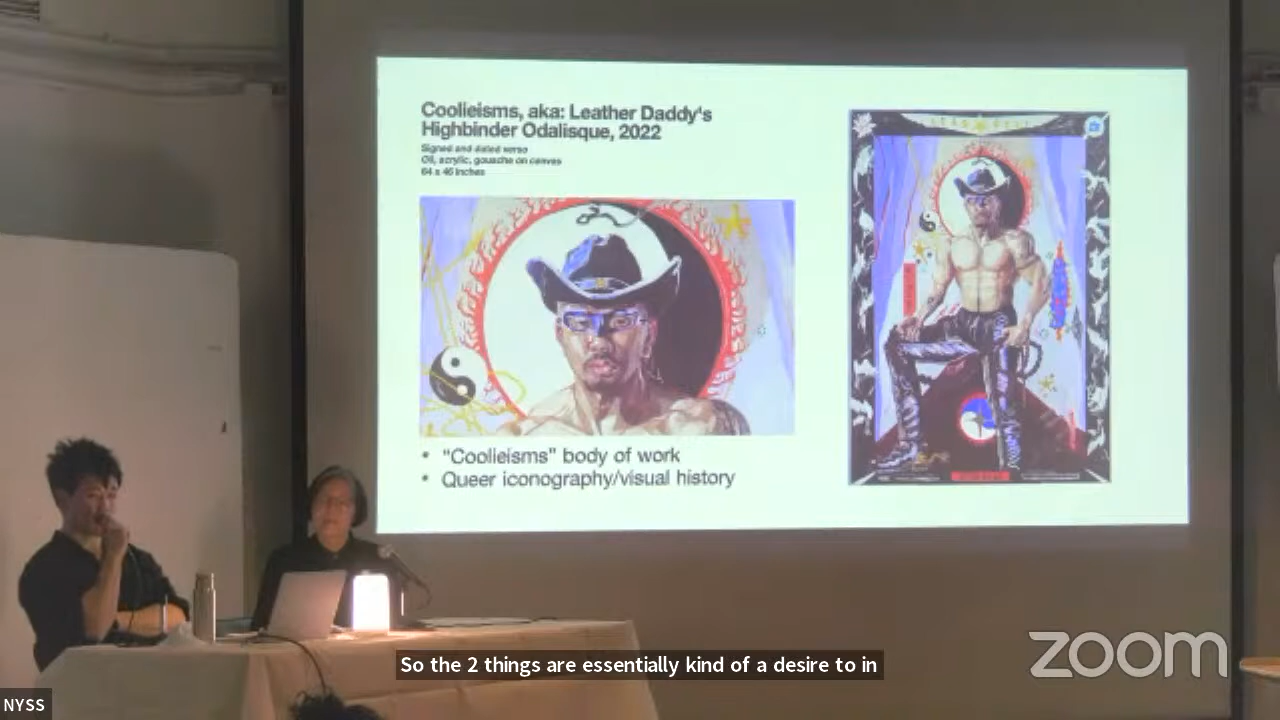 Coolieisms, aka: Leather Daddy's
Highbinder Odalisque, 2022
Signed and dated verso
Oil, acrylic, gouache on canvas
64 x 46 inches
• "Coolieisms" body of work
• Queer iconography/visual history
So the 2 things are essentially kind of a desire to in
zoom
NYSS